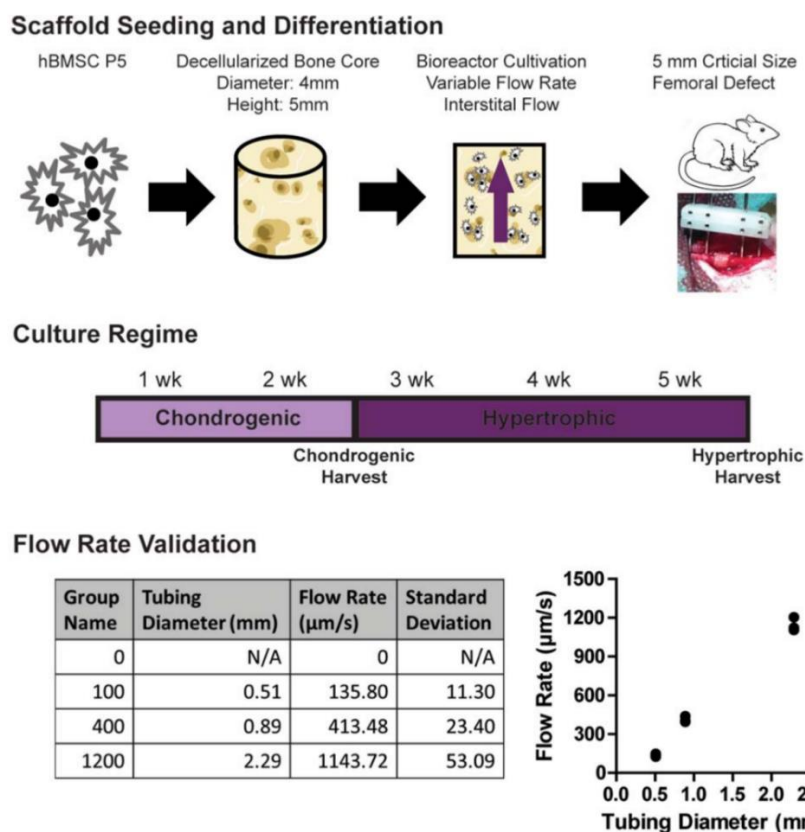 Scaffold Seeding and Differentiation
hBMSC P5
Decellularized Bone Core
Diameter: 4mm
Height: 5mm
Bioreactor Cultivation
Variable Flow Rate
Interstital Flow
5 mm Crticial Size
Femoral Defect
Culture Regime
1 wk 2 wk 3 wk 4 wk 5 wk
Chondrogenic Hypertrophic
Chondrogenic
Harvest
Hypertrophic
Harvest
Flow Rate Validation
Group Name Tubing Diameter (mm) Flow Rate (µm/s) Standard Deviation
0 N/A 0 N/A
100 0.51 135.80 11.30
400 0.89 413.48 23.40
1200 2.29 1143.72 53.09
Flow Rate (µm/s)
1500
1200
900
600
300
0
0.0 0.5 1.0 1.5 2.0
Tubing Diameter